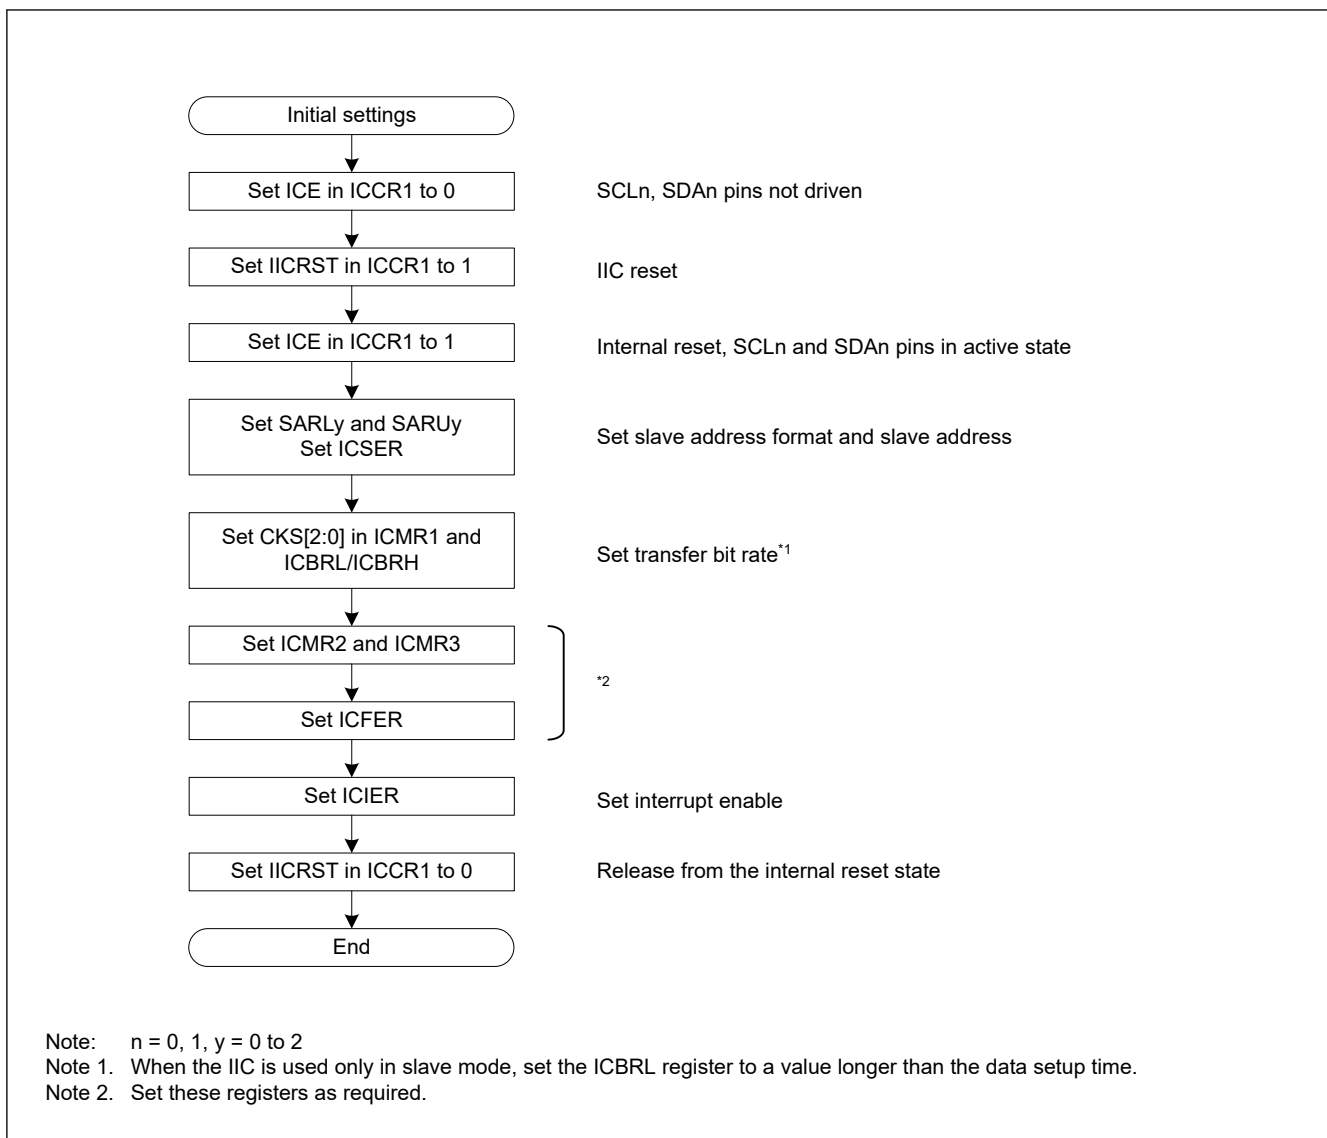 Initial settings
Set ICE in ICCR1 to 0
SCLn, SDAn pins not driven
Set IICRST in ICCR1 to 1
IIC reset
Set ICE in ICCR1 to 1
Internal reset, SCLn and SDAn pins in active state
Set SARLy and SARUy
Set ICSER
Set slave address format and slave address
Set CKS[2:0] in ICMR1 and
ICBRL/ICBRH
Set transfer bit rate*1
Set ICMR2 and ICMR3
*2
Set ICFER
Set ICIER
Set interrupt enable
Set IICRST in ICCR1 to 0
Release from the internal reset state
End
Note: n = 0, 1, y = 0 to 2
Note 1. When the IIC is used only in slave mode, set the ICBRL register to a value longer than the data setup time.
Note 2. Set these registers as required.